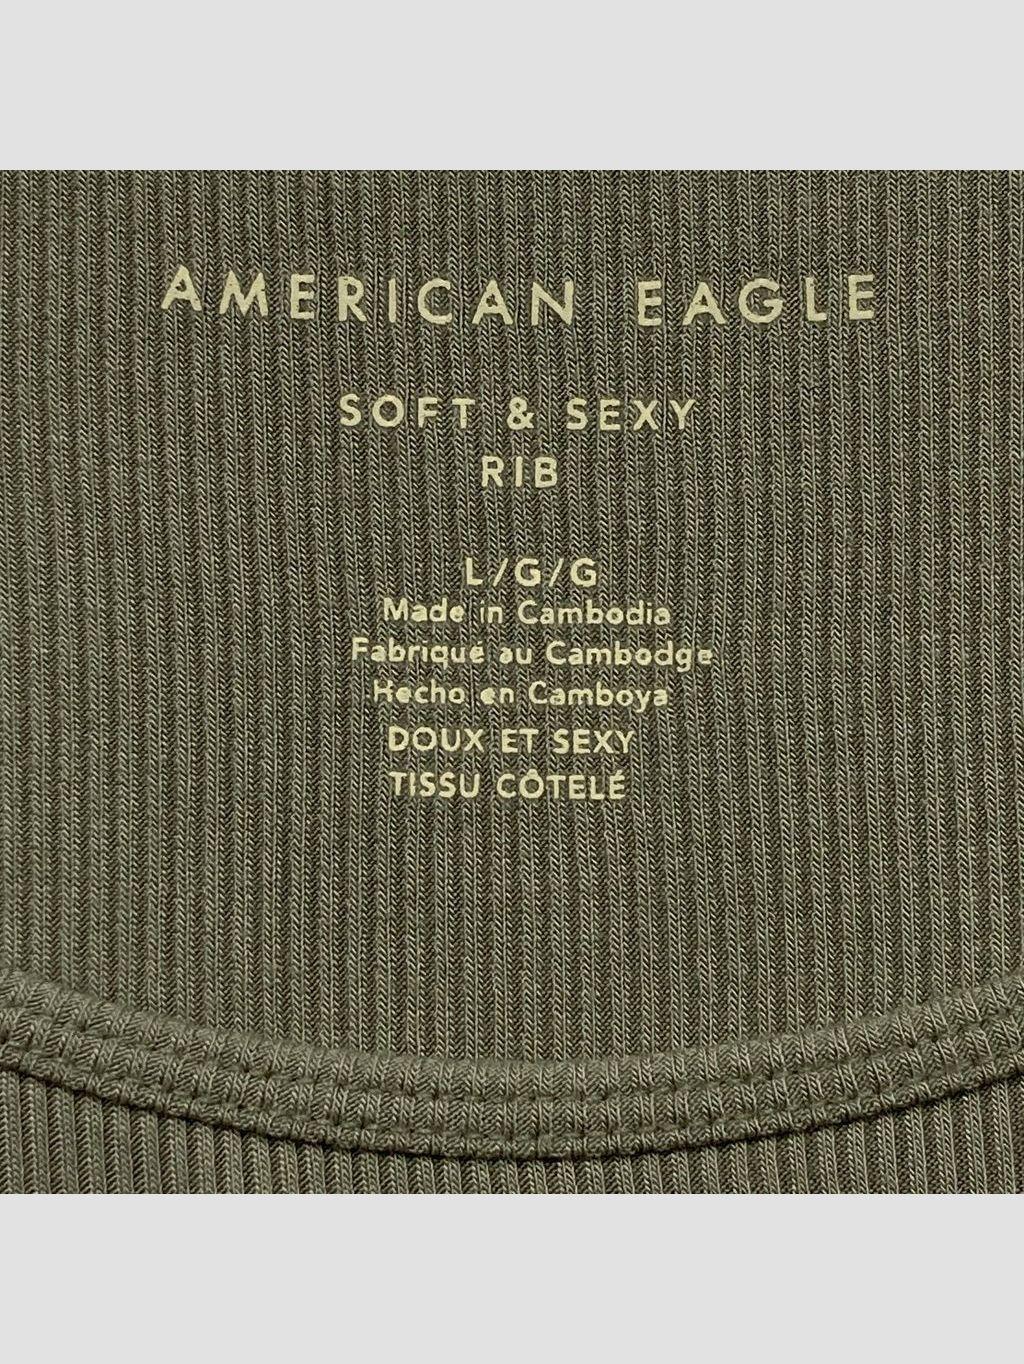 AMERICAN EAGLE
SOFT & SEXY
RIB
L/G/G
Made in Cambodia
Fabriqué au Cambodge
Hecho en Camboya
DOUX ET SEXY
TISSU CÔTELÉ